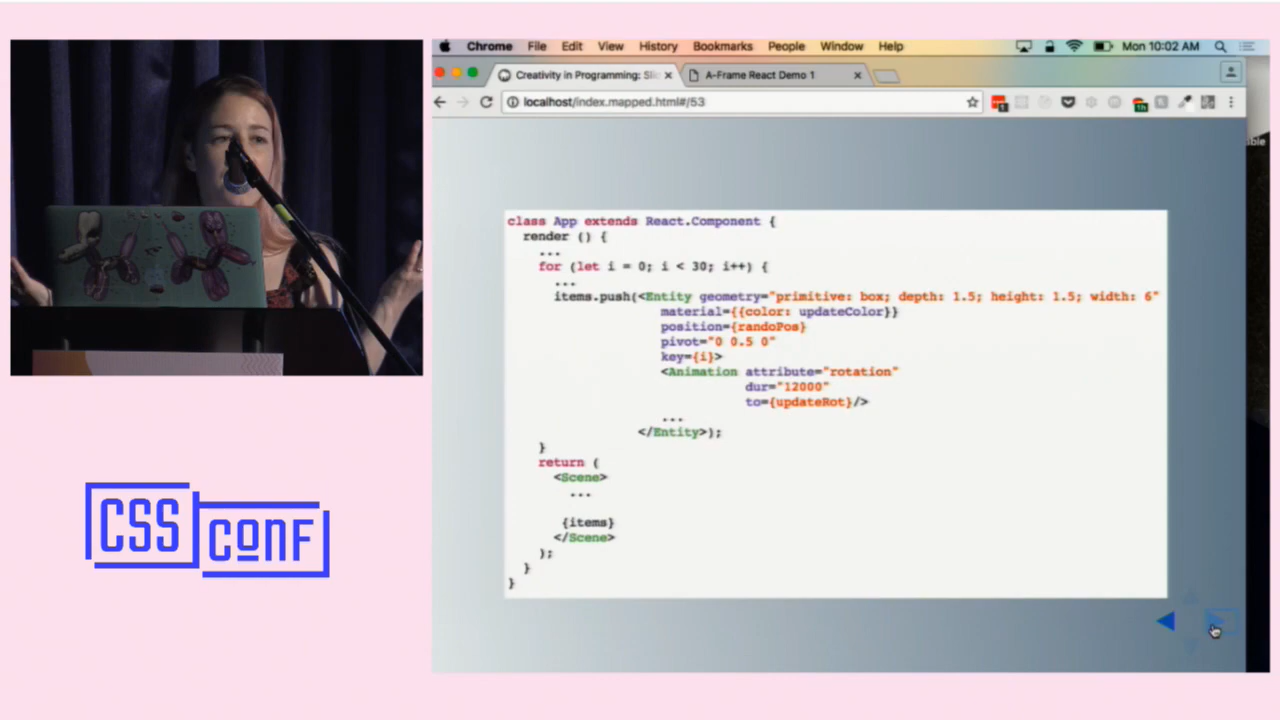 Chrome File Edit View History Bookmarks People Window Help Mon 10:02 AM
Creativity in Programming: Sli A-Frame React Demo 1
localhost/index.mapped.html#/53
class App extends React.Component {
render () {
...
for (let i = 0; i < 30; i++) {
...
items.push(<Entity geometry="primitive: box; depth: 1.5; height: 1.5; width: 6"
material={{color: updateColor}}
position={randoPos}
pivot="0 0.5 0"
key={i}>
<Animation attribute="rotation"
dur="12000"
to={updateRot}/>
...
</Entity>);
}
return (
<Scene>
...
{items}
</Scene>
);
}
}
CSS
CONF